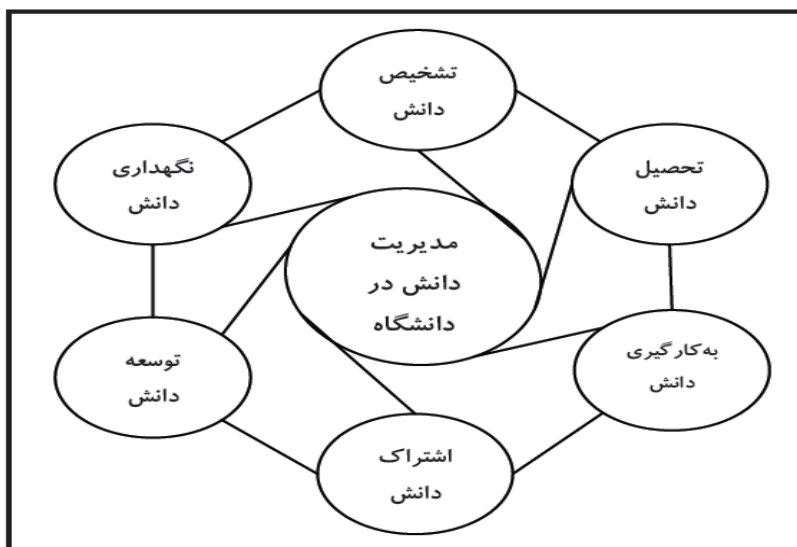 تشخیص
دانش
نگهداری
دانش
تحصیل
دانش
مدیریت
دانش در
دانشگاه
توسعه
دانش
به‌کارگیری
دانش
اشتراک
دانش